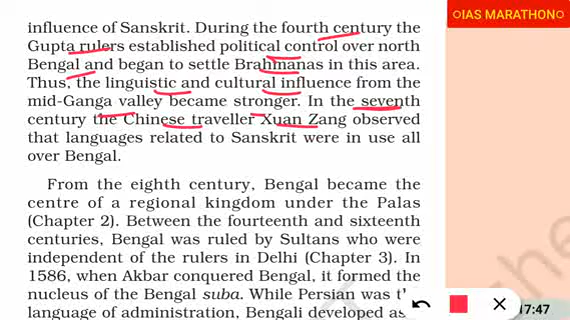 IAS MARATHON
influence of Sanskrit. During the fourth century the
Gupta rulers established political control over north
Bengal and began to settle Brahmanas in this area.
Thus, the linguistic and cultural influence from the
mid-Ganga valley became stronger. In the seventh
century the Chinese traveller Xuan Zang observed
that languages related to Sanskrit were in use all
over Bengal.
From the eighth century, Bengal became the
centre of a regional kingdom under the Palas
(Chapter 2). Between the fourteenth and sixteenth
centuries, Bengal was ruled by Sultans who were
independent of the rulers in Delhi (Chapter 3). In
1586, when Akbar conquered Bengal, it formed the
nucleus of the Bengal suba. While Persian was
language of administration, Bengali developed as
17:47